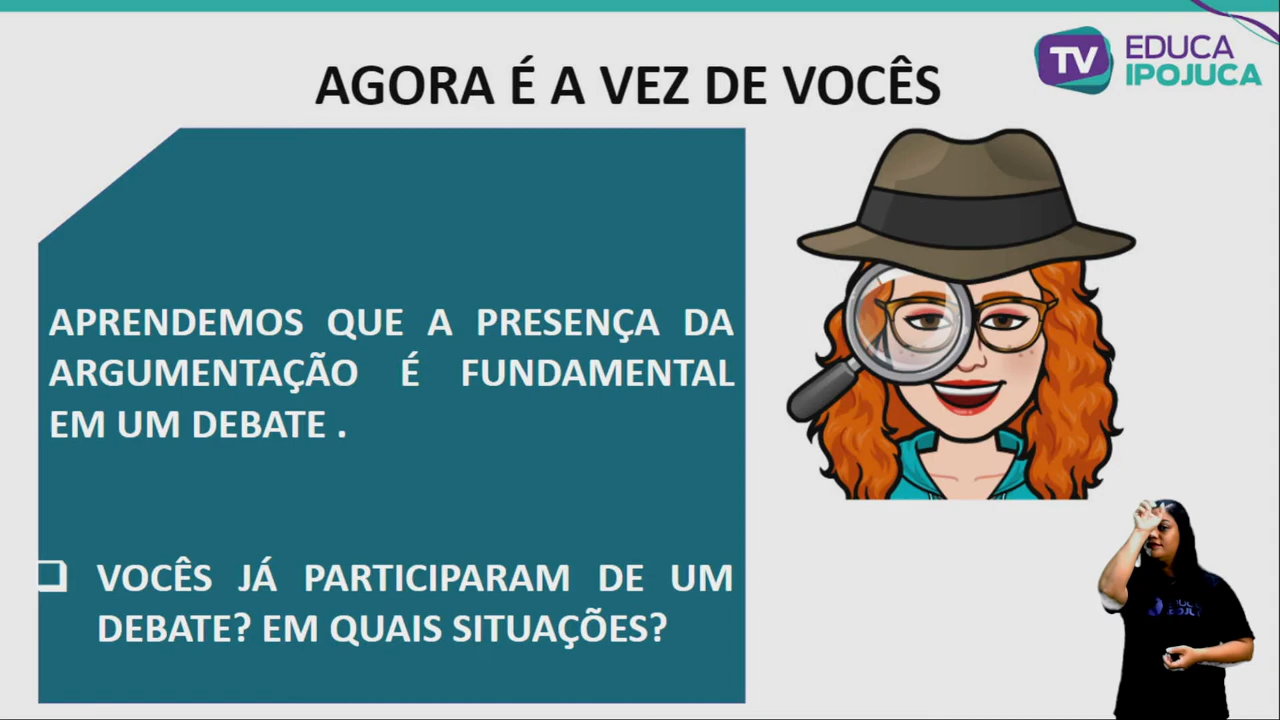 AGORA É A VEZ DE VOCÊS
TV EDUCA
IPOJUCA
APRENDEMOS QUE A PRESENÇA DA
ARGUMENTAÇÃO É FUNDAMENTAL
EM UM DEBATE .
VOCÊS JÁ PARTICIPARAM DE UM
DEBATE? EM QUAIS SITUAÇÕES?